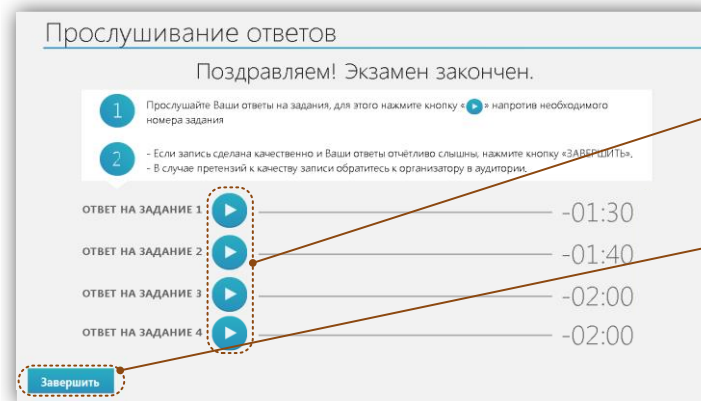 Прослушивание ответов
Поздравляем! Экзамен закончен.
1 Прослушайте Ваши ответы на задания, для этого нажмите кнопку « » напротив необходимого
номера задания
2 - Если запись сделана качественно и Ваши ответы отчётливо слышны, нажмите кнопку «ЗАВЕРШИТЬ»,
- В случае претензий к качеству записи обратитесь к организатору в аудитории.
ОТВЕТ НА ЗАДАНИЕ 1 -01:30
ОТВЕТ НА ЗАДАНИЕ 2 -01:40
ОТВЕТ НА ЗАДАНИЕ 3 -02:00
ОТВЕТ НА ЗАДАНИЕ 4 -02:00
Завершить